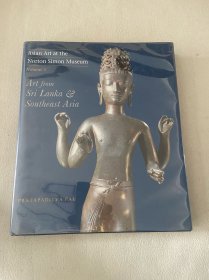 Asian Art at the
Norton Simon Museum
Art from
Sri Lanka &
Southeast Asia
PRATAPADITYA PAL